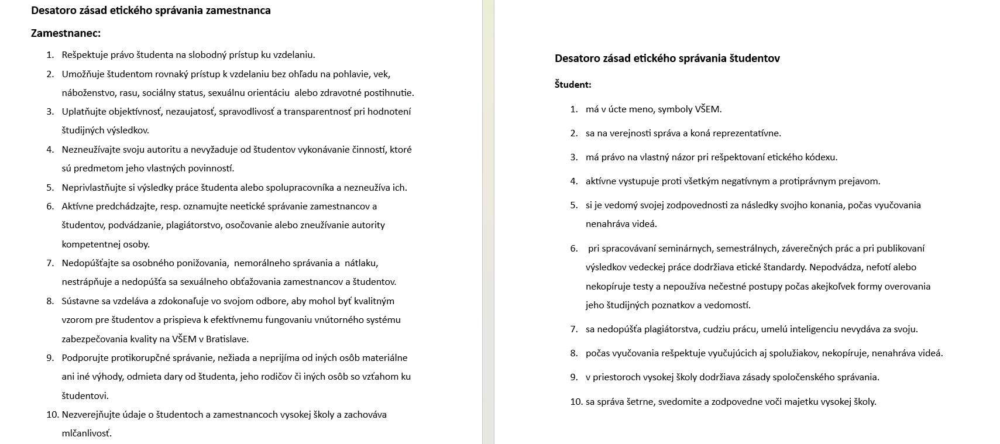 Desatoro zásad etického správania zamestnanca
Zamestnanec:
1. Rešpektuje právo študenta na slobodný prístup ku vzdelaniu.
2. Umožňuje študentom rovnaký prístup k vzdelaniu bez ohľadu na pohlavie, vek,
náboženstvo, rasu, sociálny status, sexuálnu orientáciu  alebo zdravotné postihnutie.
3. Uplatňujte objektívnosť, nezaujatosť, spravodlivosť a transparentnosť pri hodnotení
študijných výsledkov.
4. Nezneužívajte svoju autoritu a nevyžaduje od študentov vykonávanie činností, ktoré
sú predmetom jeho vlastných povinností.
5. Neprivlastňujte si výsledky práce študenta alebo spolupracovníka a nezneužíva ich.
6. Aktívne predchádzajte, resp. oznamujte neetické správanie zamestnancov a
študentov, podvádzanie, plagiátorstvo, osočovanie alebo zneužívanie autority
kompetentnej osoby.
7. Nedopúšťajte sa osobného ponižovania,  nemorálneho správania a  nátlaku,
nestrápňuje a nedopúšťa sa sexuálneho obťažovania zamestnancov a študentov.
8. Sústavne sa vzdeláva a zdokonaľuje vo svojom odbore, aby mohol byť kvalitným
vzorom pre študentov a prispieva k efektívnemu fungovaniu vnútorného systému
zabezpečovania kvality na VŠEM v Bratislave.
9. Podporujte protikorupčné správanie, nežiada a neprijíma od iných osôb materiálne
ani iné výhody, odmieta dary od študenta, jeho rodičov či iných osôb so vzťahom ku
študentovi.
10. Nezverejňujte údaje o študentoch a zamestnancoch vysokej školy a zachováva
mlčanlivosť.
Desatoro zásad etického správania študentov
Študent:
1. má v úcte meno, symboly VŠEM.
2. sa na verejnosti správa a koná reprezentatívne.
3. má právo na vlastný názor pri rešpektovaní etického kódexu.
4. aktívne vystupuje proti všetkým negatívnym a protiprávnym prejavom.
5. si je vedomý svojej zodpovednosti za následky svojho konania, počas vyučovania
nenahráva videá.
6. pri spracovávaní seminárnych, semestrálnych, záverečných prác a pri publikovaní
výsledkov vedeckej práce dodržiava etické štandardy. Nepodvádza, nefotí alebo
nekopíruje testy a nepoužíva nečestné postupy počas akejkoľvek formy overovania
jeho študijných poznatkov a vedomostí.
7. sa nedopúšťa plagiátorstva, cudziu prácu, umelú inteligenciu nevydáva za svoju.
8. počas vyučovania rešpektuje vyučujúcich aj spolužiakov, nekopíruje, nenahráva videá.
9. v priestoroch vysokej školy dodržiava zásady spoločenského správania.
10. sa správa šetrne, svedomite a zodpovedne voči majetku vysokej školy.